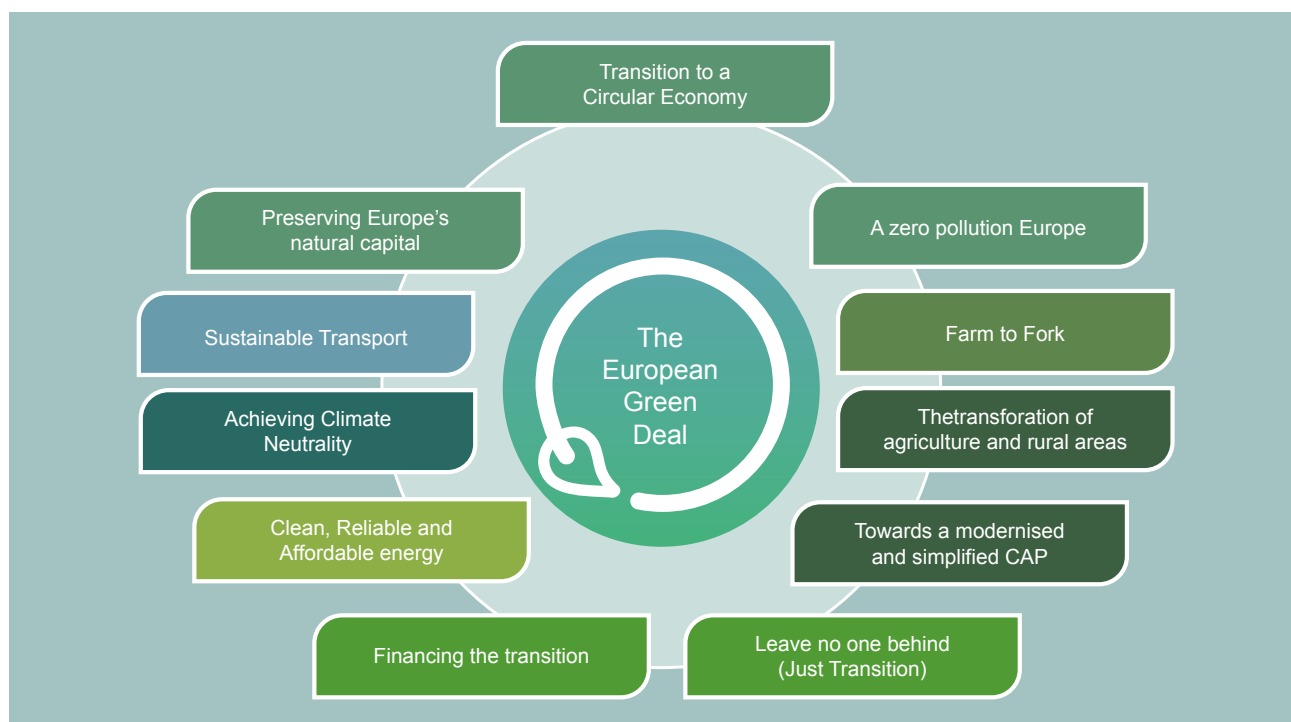 Transition to a
Circular Economy
Preserving Europe's
natural capital
A zero pollution Europe
Sustainable Transport
The
European
Green
Deal
Farm to Fork
Achieving Climate
Neutrality
Thetransforation of
agriculture and rural areas
Clean, Reliable and
Affordable energy
Towards a modernised
and simplified CAP
Financing the transition
Leave no one behind
(Just Transition)